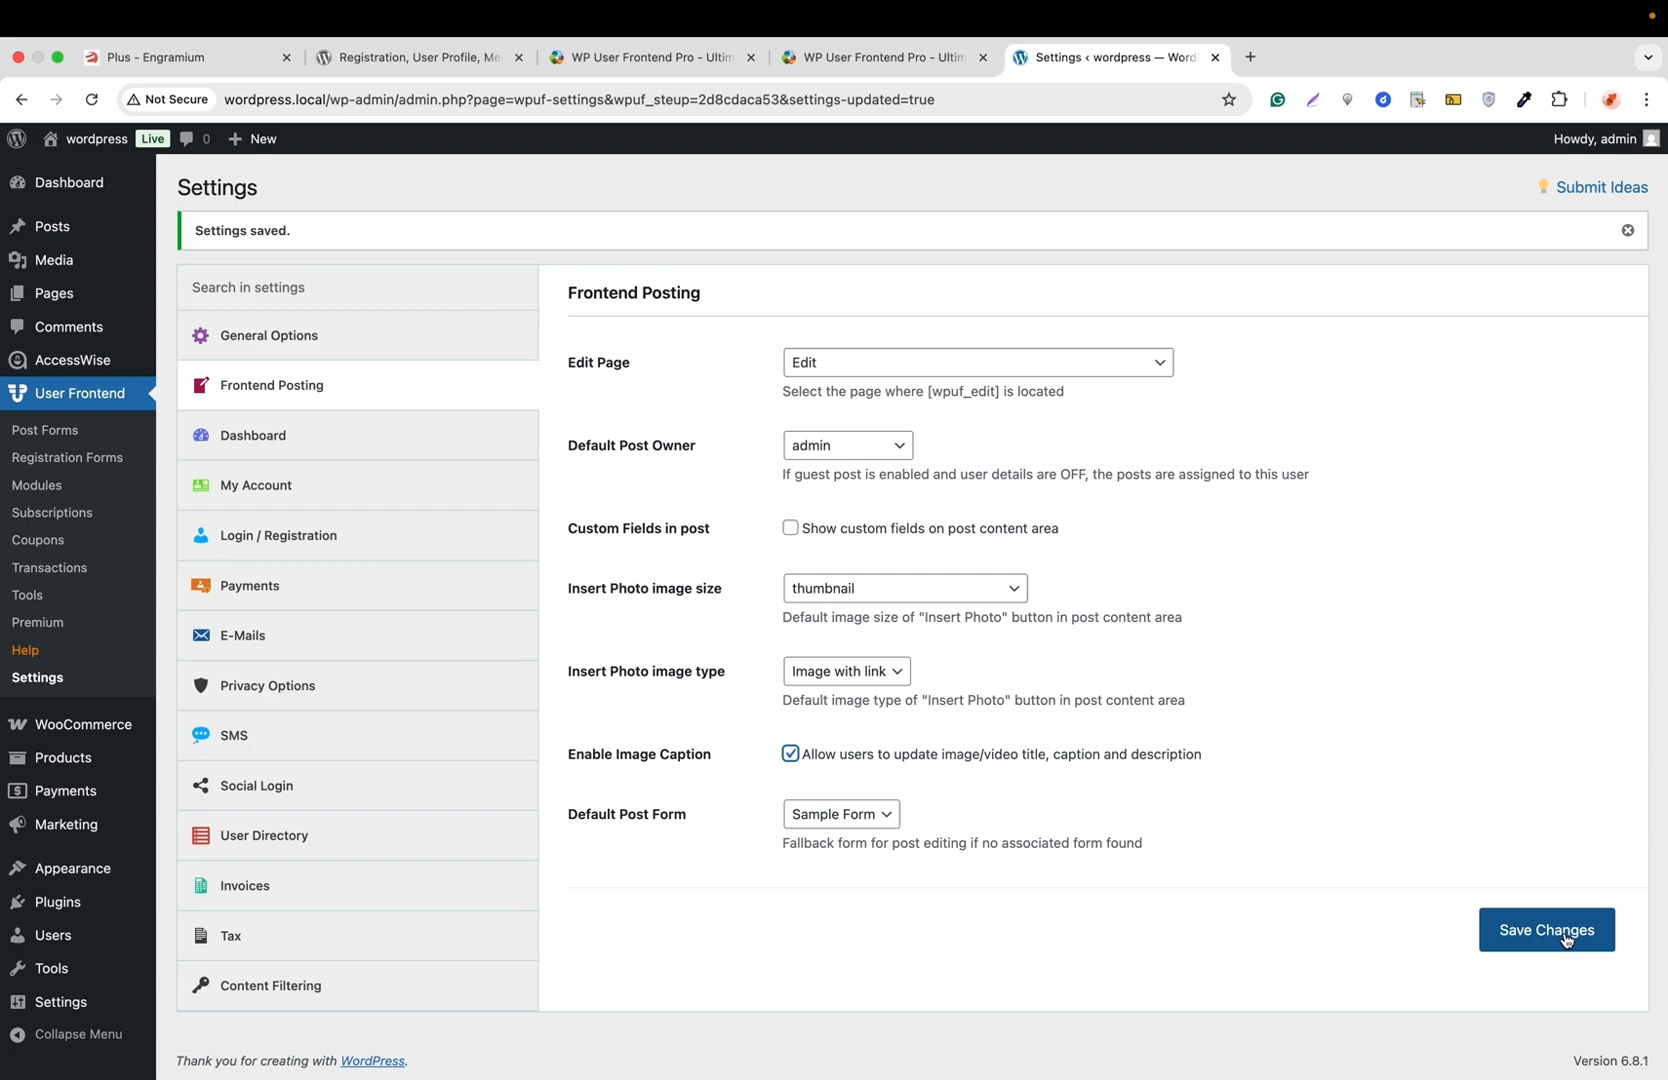 Plus - Engramium
Registration, User Profile, Me
WP User Frontend Pro - Ultim
WP User Frontend Pro - Ultim
Settings ‹ wordpress — Word
Not Secure
wordpress.local/wp-admin/admin.php?page=wpuf-settings&wpuf_steup=2d8cdaca53&settings-updated=true
wordpress
Live
0
New
Howdy, admin
Dashboard
Posts
Media
Pages
Comments
AccessWise
User Frontend
Post Forms
Registration Forms
Modules
Subscriptions
Coupons
Transactions
Tools
Premium
Help
Settings
WooCommerce
Products
Payments
Marketing
Appearance
Plugins
Users
Tools
Settings
Collapse Menu
Settings
Submit Ideas
Settings saved.
Search in settings
General Options
Frontend Posting
Dashboard
My Account
Login / Registration
Payments
E-Mails
Privacy Options
SMS
Social Login
User Directory
Invoices
Tax
Content Filtering
Frontend Posting
Edit Page
Edit
Select the page where [wpuf_edit] is located
Default Post Owner
admin
If guest post is enabled and user details are OFF, the posts are assigned to this user
Custom Fields in post
Show custom fields on post content area
Insert Photo image size
thumbnail
Default image size of "Insert Photo" button in post content area
Insert Photo image type
Image with link
Default image type of "Insert Photo" button in post content area
Enable Image Caption
Allow users to update image/video title, caption and description
Default Post Form
Sample Form
Fallback form for post editing if no associated form found
Save Changes
Thank you for creating with WordPress.
Version 6.8.1